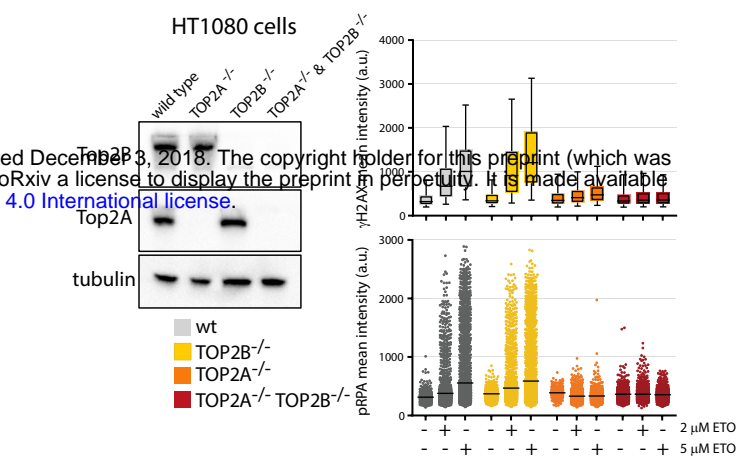 HT1080 cells
wild type
TOP2A-/-
TOP2B-/-
TOP2A-/- & TOP2B-/-
Top2B
Top2A
tubulin
wt
TOP2B-/-
TOP2A-/-
TOP2A-/- TOP2B-/-
ed December 3, 2018. The copyright holder for this preprint (which was
oRxiv a license to display the preprint in perpetuity. It is made available
4.0 International license.
γH2AX mean intensity (a.u.)
4000
3000
2000
1000
0
pRPA mean intensity (a.u.)
3000
2000
1000
0
- + - - + - - + - - + - 2 μM ETO
- - + - - + - - + - - + 5 μM ETO